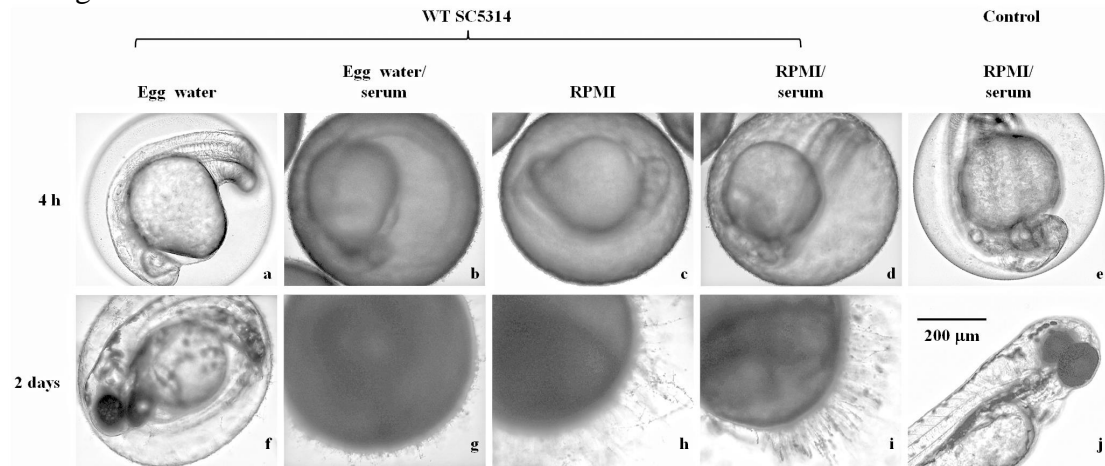 WT SC5314
Control
Egg water
Egg water/
serum
RPMI
RPMI/
serum
RPMI/
serum
4 h
a
b
c
d
e
2 days
200 µm
f
g
h
i
j